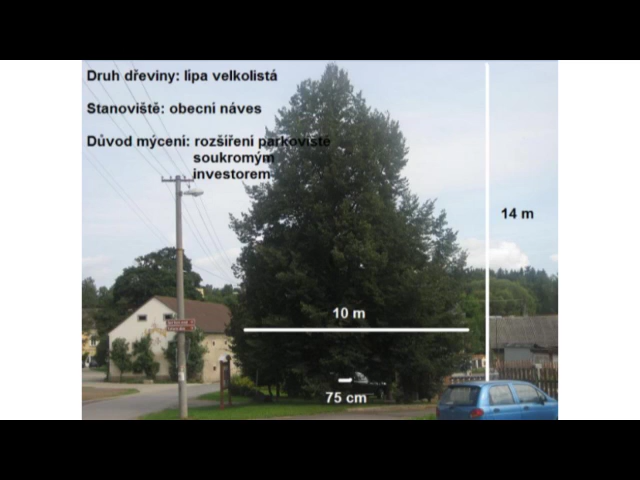 Druh dřeviny: lípa velkolistá
Stanoviště: obecní náves
Důvod mýcení: rozšíření parkoviště
soukromým
investorem
14 m
10 m
75 cm